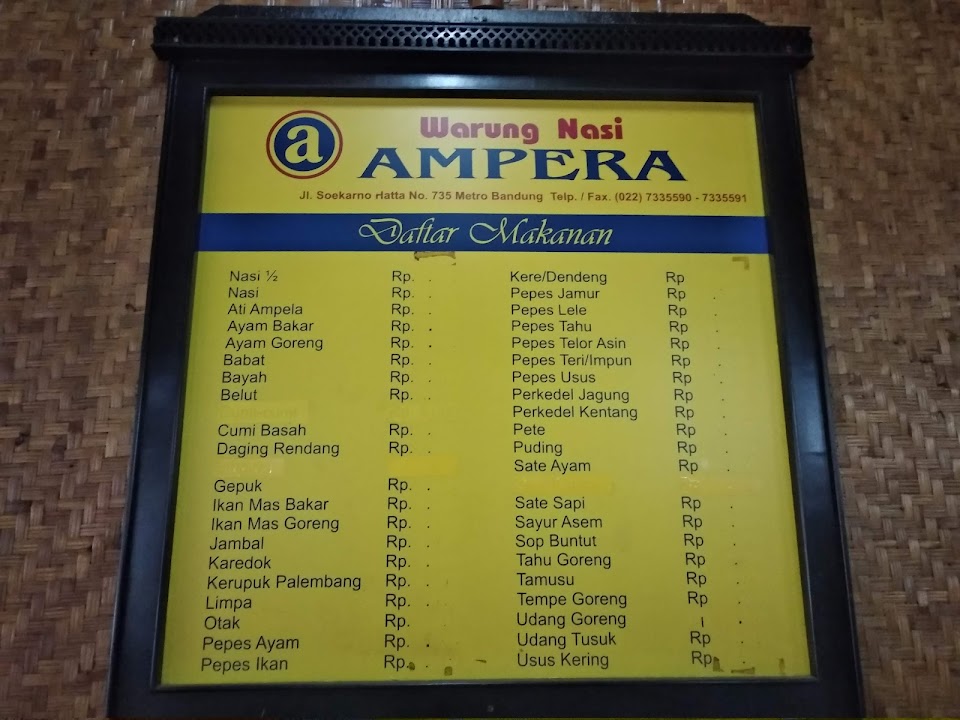 a
Warung Nasi
AMPERA
Jl. Soekarno Hatta No. 735 Metro Bandung Telp. / Fax. (022) 7335590 - 7335591
Daftar Makanan
Nasi ½ Rp. .
Nasi Rp. .
Ati Ampela Rp. .
Ayam Bakar Rp. .
Ayam Goreng Rp. .
Babat Rp. .
Bayah Rp. .
Belut Rp. .
Cumi Basah Rp. .
Daging Rendang Rp. .
Gepuk Rp. .
Ikan Mas Bakar Rp. .
Ikan Mas Goreng Rp. .
Jambal Rp. .
Karedok Rp. .
Kerupuk Palembang Rp. .
Limpa Rp. .
Otak Rp. .
Pepes Ayam Rp. .
Pepes Ikan Rp. .
Kere/Dendeng Rp
Pepes Jamur Rp .
Pepes Lele Rp .
Pepes Tahu Rp .
Pepes Telor Asin Rp .
Pepes Teri/Impun Rp .
Pepes Usus Rp .
Perkedel Jagung Rp .
Perkedel Kentang Rp .
Pete Rp .
Puding Rp .
Sate Ayam Rp .
Sate Sapi Rp .
Sayur Asem Rp .
Sop Buntut Rp .
Tahu Goreng Rp .
Tamusu Rp .
Tempe Goreng Rp .
Udang Goreng .
Udang Tusuk Rp .
Usus Kering Rp